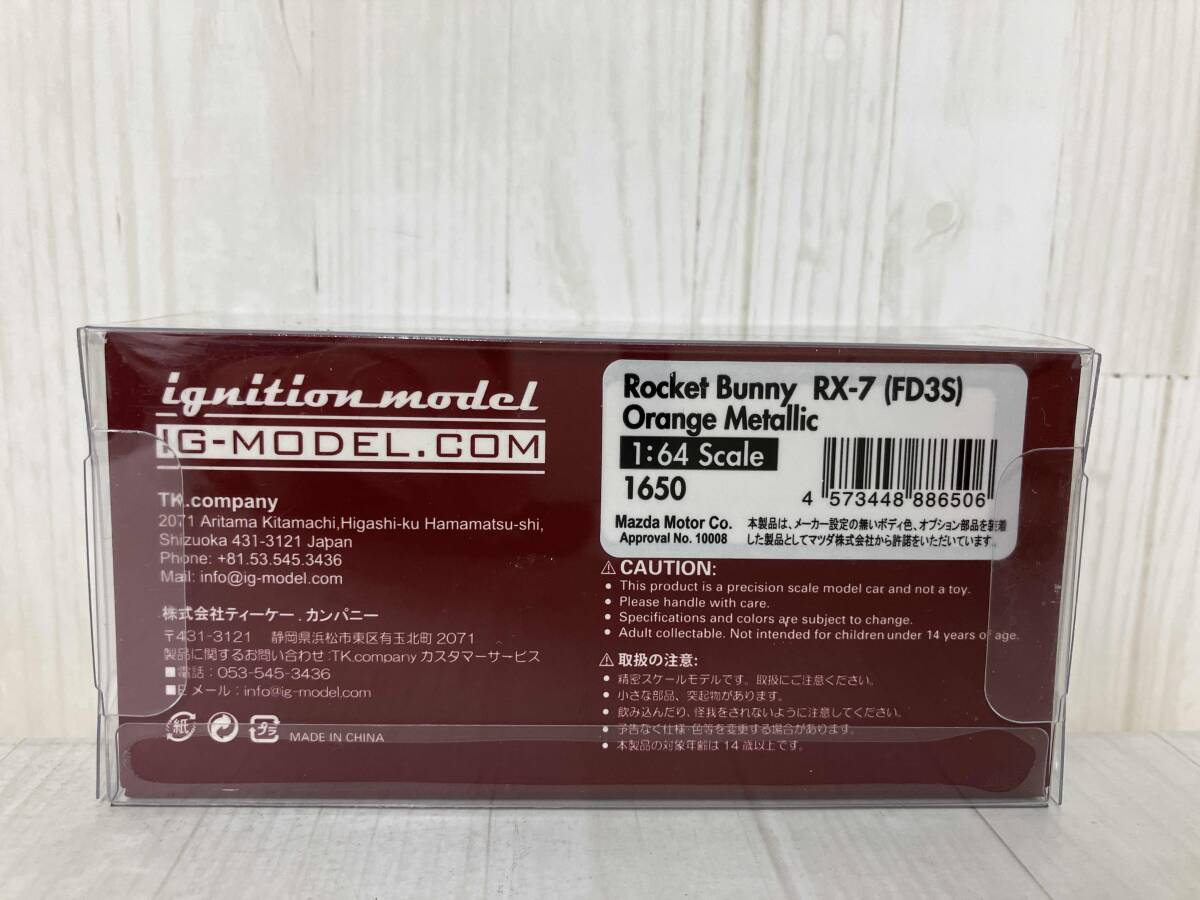 ignition model
IG-MODEL.COM
TK.company
2071 Aritama Kitamachi,Higashi-ku Hamamatsu-shi,
Shizuoka 431-3121 Japan
Phone: +81.53.545.3436
Mail: info@ig-model.com
株式会社ティーケー.カンパニー
〒431-3121 静岡県浜松市東区有玉北町 2071
製品に関するお問い合わせ:TK.company カスタマーサービス
■電話 : 053-545-3436
■E メール : info@ig-model.com
紙 プラ MADE IN CHINA
Rocket Bunny RX-7 (FD3S)
Orange Metallic
1:64 Scale
1650
4 573448 886506
Mazda Motor Co.
Approval No. 10008
本製品は、メーカー設定の無いボディ色、オプション部品を装着
した製品としてマツダ株式会社から許諾をいただいています。
⚠ CAUTION:
• This product is a precision scale model car and not a toy.
• Please handle with care.
• Specifications and colors are subject to change.
• Adult collectable. Not intended for children under 14 years of age.
⚠ 取扱の注意:
• 精密スケールモデルです。取扱にご注意ください。
• 小さな部品、突起物があります。
• 飲み込んだり、怪我をされないように注意してください。
• 予告なく仕様・色等を変更する場合があります。
• 本製品の対象年齢は 14 歳以上です。